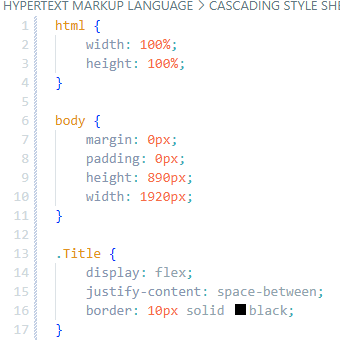 HYPERTEXT MARKUP LANGUAGE > CASCADING STYLE SHE
1 html {
2 width: 100%;
3 height: 100%;
4 }
5
6 body {
7 margin: 0px;
8 padding: 0px;
9 height: 890px;
10 width: 1920px;
11 }
12
13 .Title {
14 display: flex;
15 justify-content: space-between;
16 border: 10px solid black;
17 }